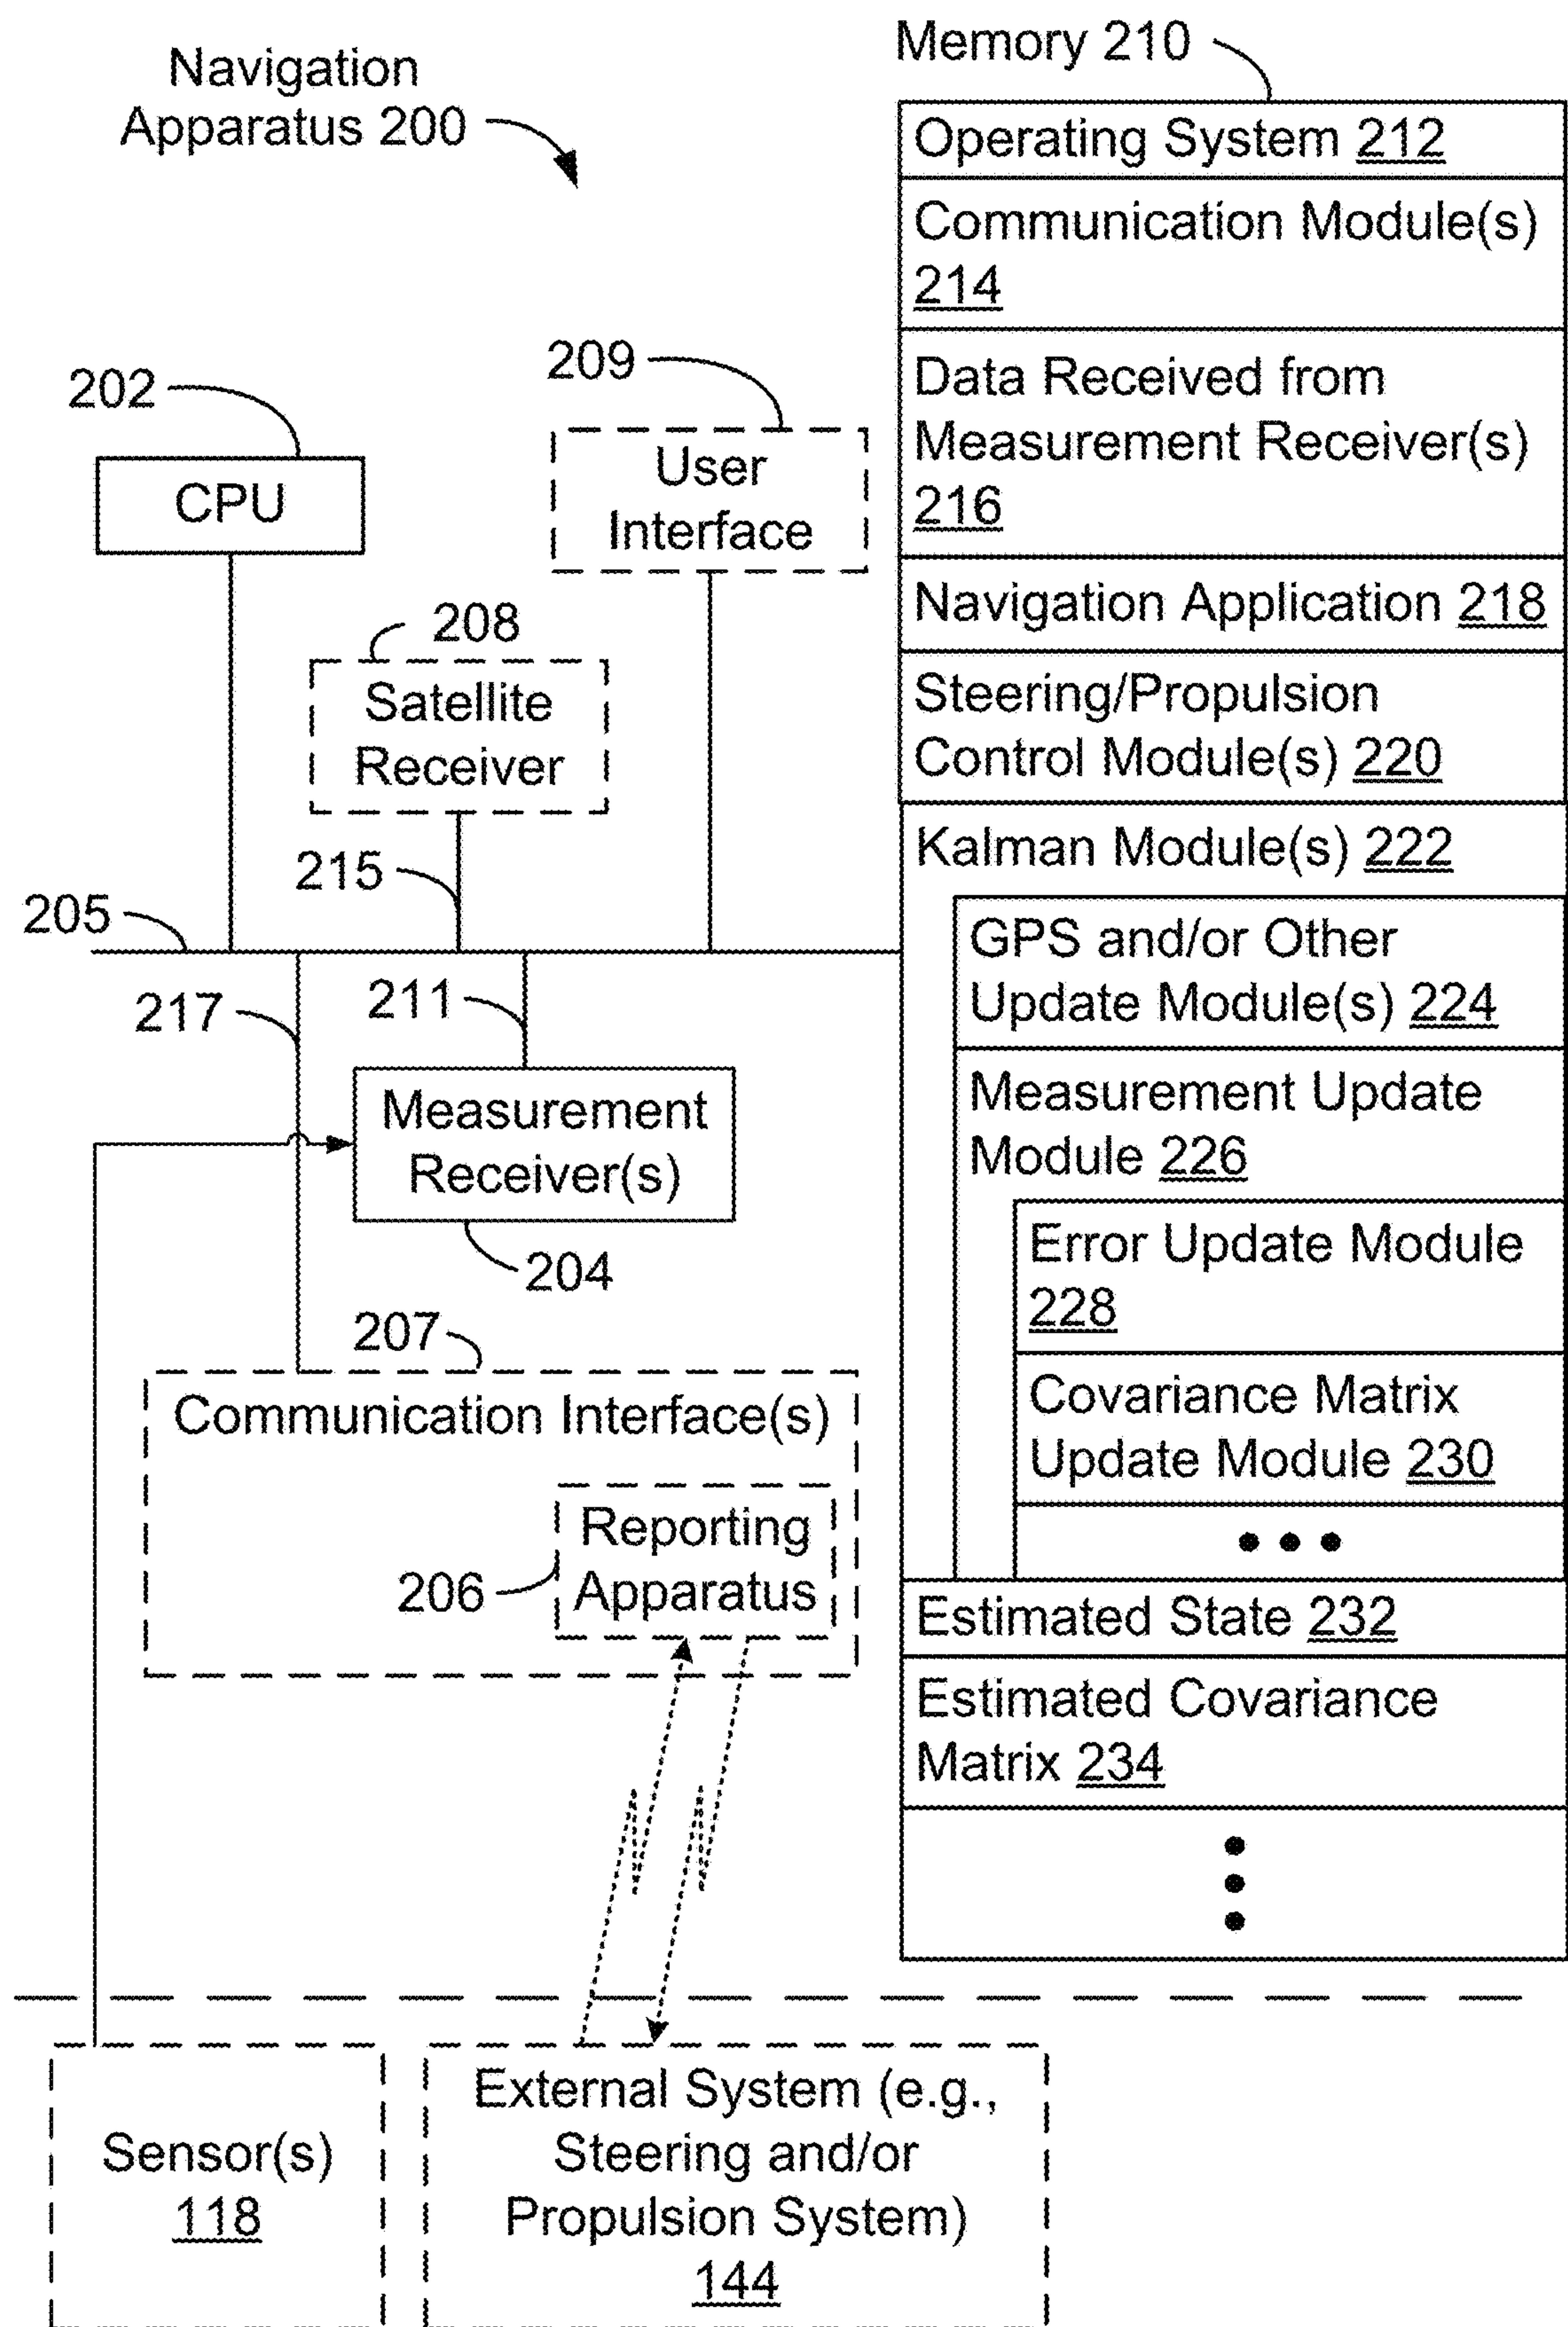 Navigation
Apparatus 200
Memory 210
Operating System 212
Communication Module(s)
214
Data Received from
Measurement Receiver(s)
216
Navigation Application 218
Steering/Propulsion
Control Module(s) 220
Kalman Module(s) 222
GPS and/or Other
Update Module(s) 224
Measurement Update
Module 226
Error Update Module
228
Covariance Matrix
Update Module 230
Estimated State 232
Estimated Covariance
Matrix 234
202
CPU
209
User
Interface
208
Satellite
Receiver
215
205
217
211
Measurement
Receiver(s)
204
207
Communication Interface(s)
Reporting
Apparatus
206
Sensor(s)
118
External System (e.g.,
Steering and/or
Propulsion System)
144